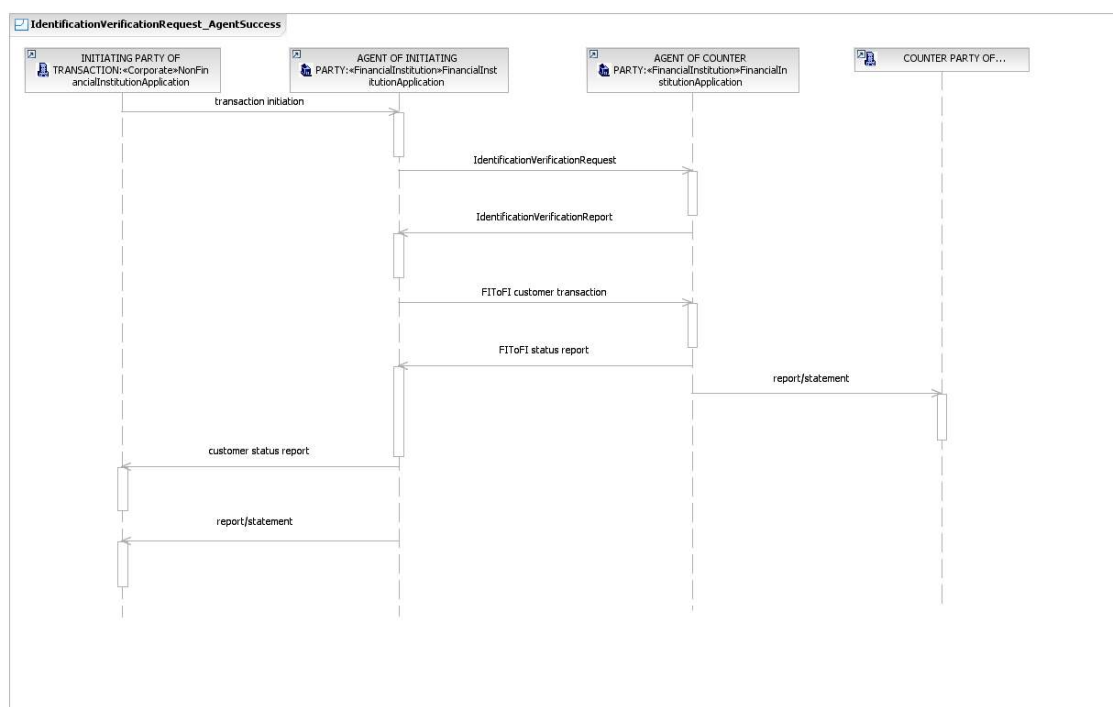 IdentificationVerificationRequest_AgentSuccess
INITIATING PARTY OF
TRANSACTION:«Corporate»NonFin
ancialInstitutionApplication
AGENT OF INITIATING
PARTY:«FinancialInstitution»FinancialInst
itutionApplication
AGENT OF COUNTER
PARTY:«FinancialInstitution»FinancialIn
stitutionApplication
COUNTER PARTY OF...
transaction initiation
IdentificationVerificationRequest
IdentificationVerificationReport
FIToFI customer transaction
FIToFI status report
report/statement
customer status report
report/statement